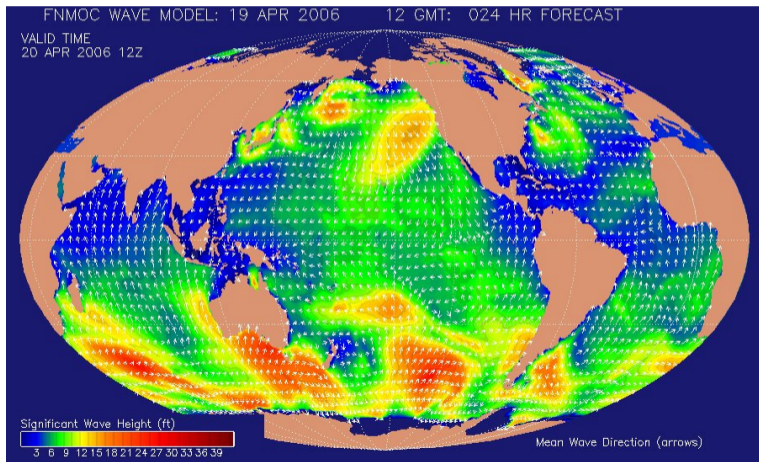 FNMOC WAVE MODEL: 19 APR 2006 12 GMT: 024 HR FORECAST
VALID TIME
20 APR 2006 12Z
Significant Wave Height (ft)
3 6 9 12 15 18 21 24 27 30 33 36 39
Mean Wave Direction (arrows)